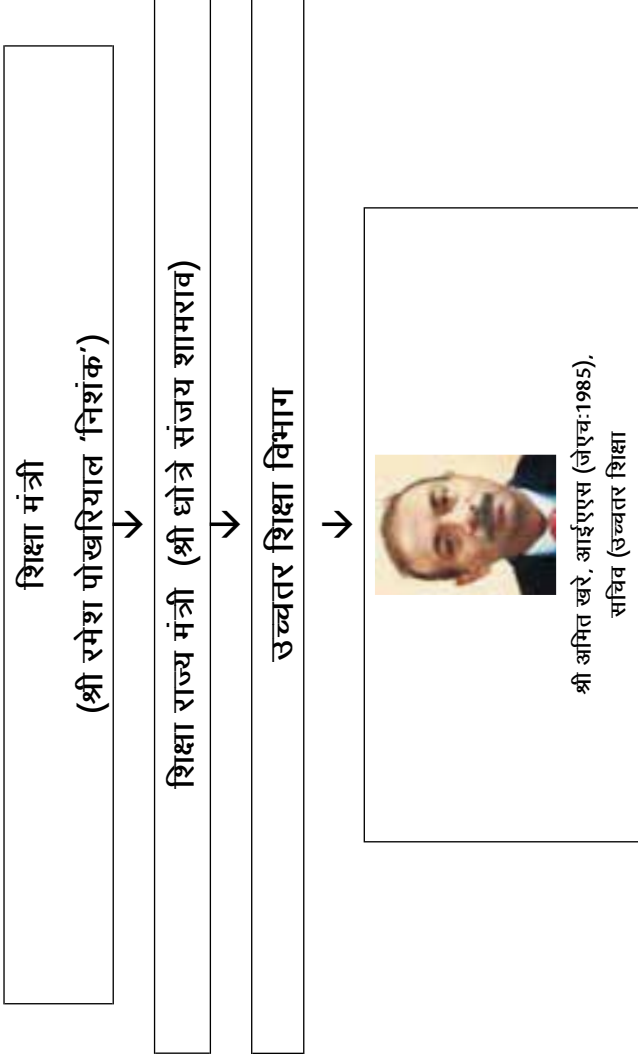 शिक्षा मंत्री
(श्री रमेश पोखरियाल 'निशंक')
शिक्षा राज्य मंत्री (श्री धोत्रे संजय शामराव)
उच्चतर शिक्षा विभाग
श्री अमित खरे, आईएएस (जेएच:1985),
सचिव (उच्चतर शिक्षा